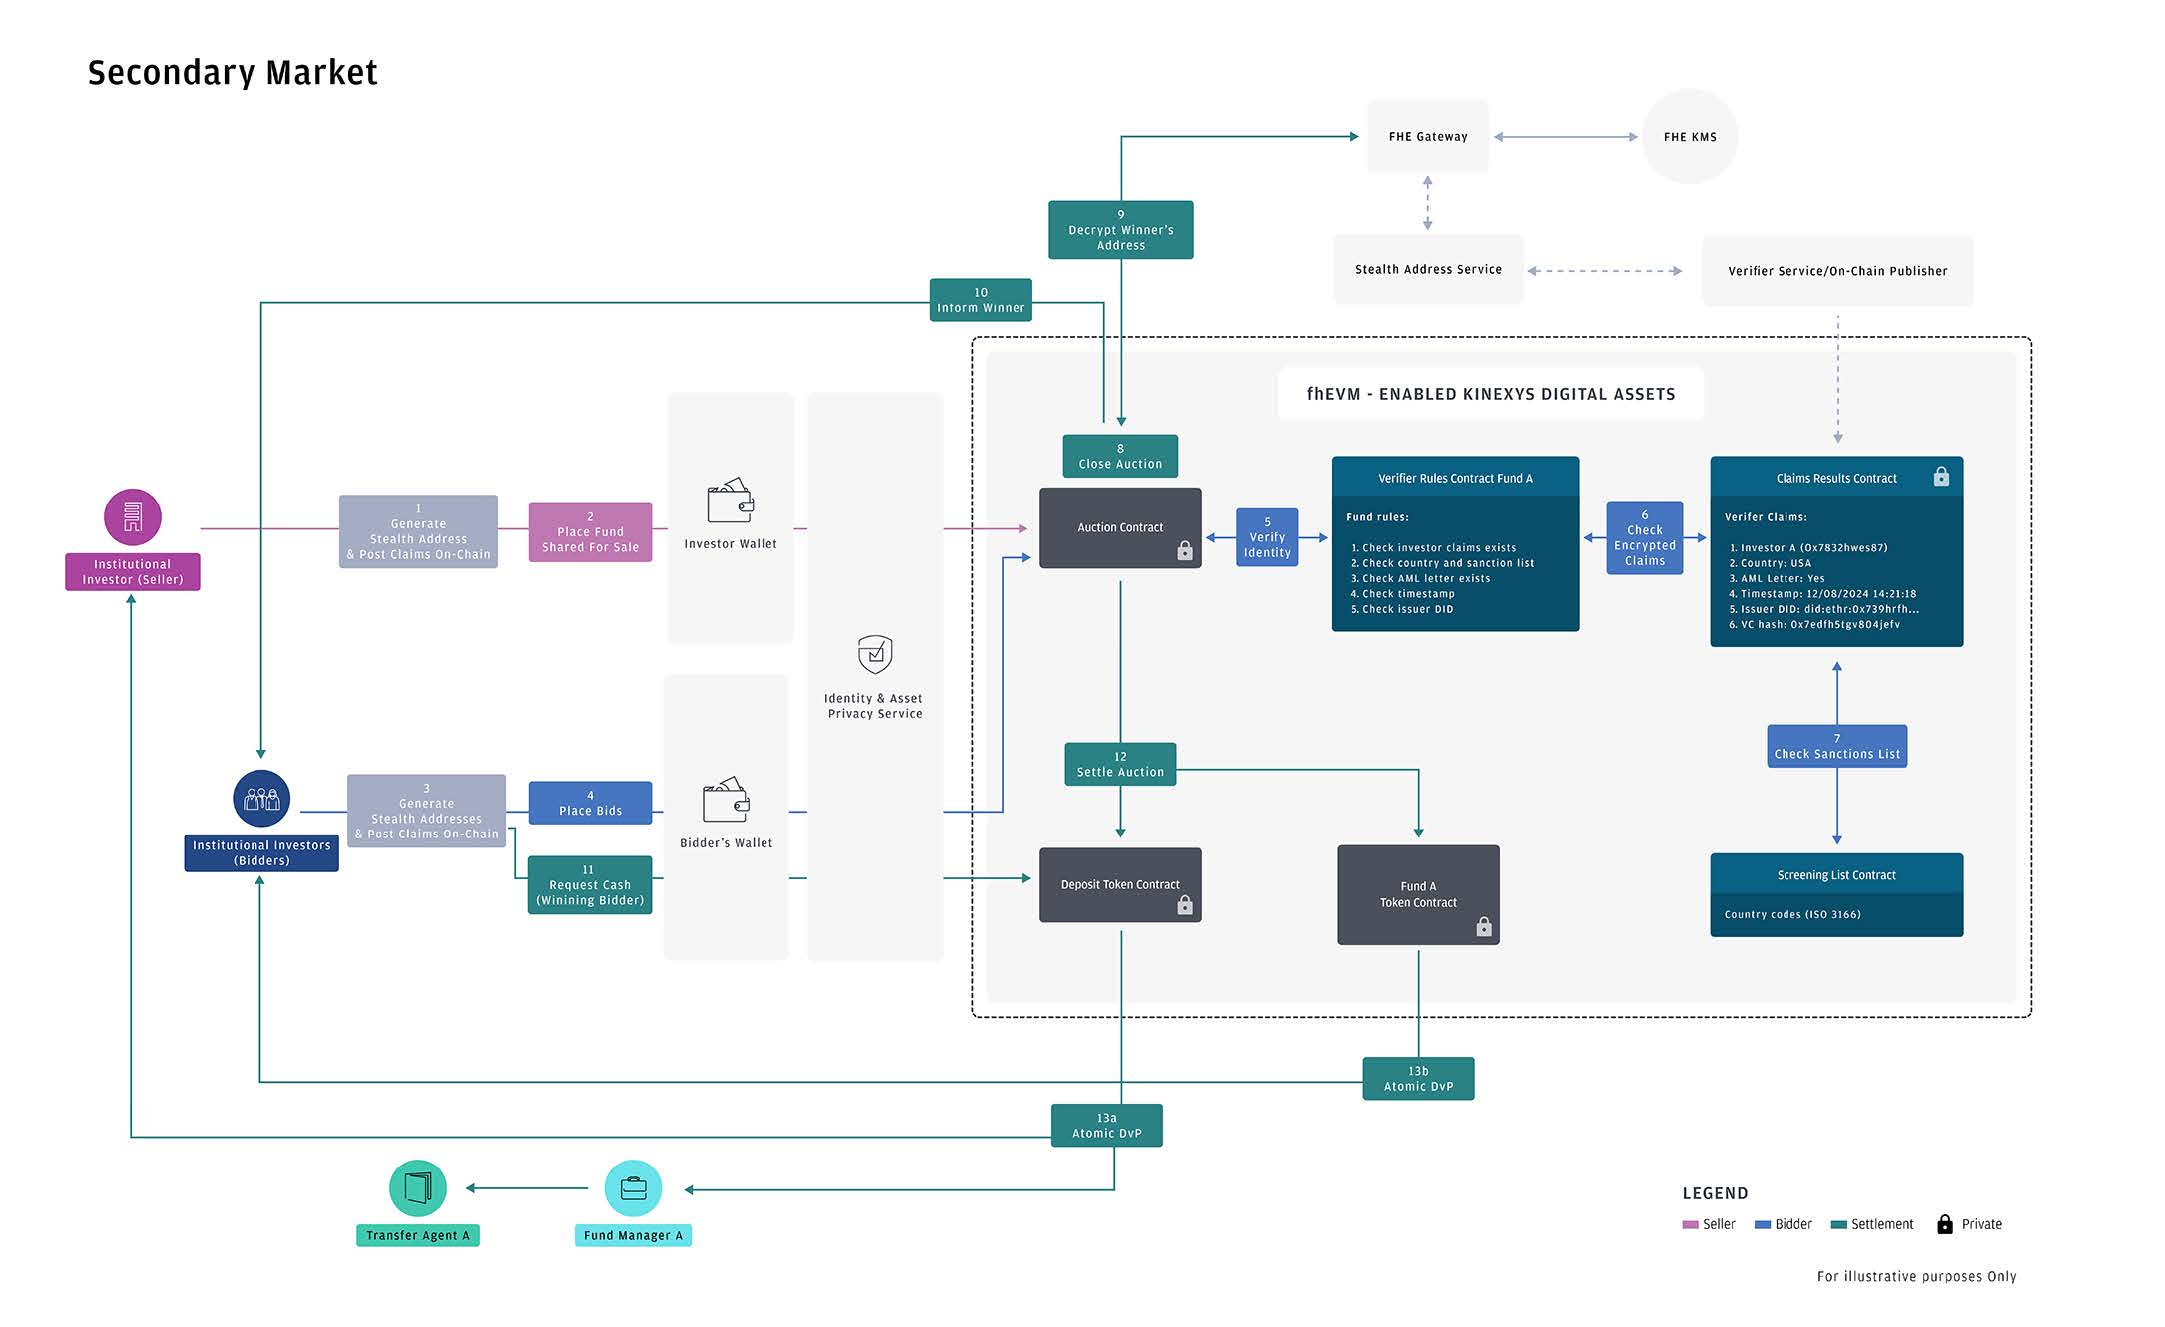 Secondary Market
FHE Gateway
FHE KMS
9
Decrypt Winner's
Address
Stealth Address Service
Verifier Service/On-Chain Publisher
10
Inform Winner
fhEVM - ENABLED KINEXYS DIGITAL ASSETS
8
Close Auction
Institutional
Investor (Seller)
1
Generate
Stealth Address
& Post Claims On-Chain
2
Place Fund
Shared For Sale
Investor Wallet
Identity & Asset
Privacy Service
Auction Contract
5
Verify
Identity
Verifier Rules Contract Fund A
Fund rules:
1. Check investor claims exists
2. Check country and sanction list
3. Check AML letter exists
4. Check timestamp
5. Check issuer DID
6
Check
Encrypted
Claims
Claims Results Contract
Verifer Claims:
1. Investor A (0x7832hwes87)
2. Country: USA
3. AML Letter: Yes
4. Timestamp: 12/08/2024 14:21:18
5. Issuer DID: did:ethr:0x739hrfh...
6. VC hash: 0x7edfh5tgv804jefv
7
Check Sanctions List
Institutional Investors
(Bidders)
3
Generate
Stealth Addresses
& Post Claims On-Chain
4
Place Bids
11
Request Cash
(Winining Bidder)
Bidder's Wallet
12
Settle Auction
Deposit Token Contract
Fund A
Token Contract
Screening List Contract
Country codes (ISO 3166)
13b
Atomic DvP
13a
Atomic DvP
Transfer Agent A
Fund Manager A
LEGEND
Seller
Bidder
Settlement
Private
For illustrative purposes Only